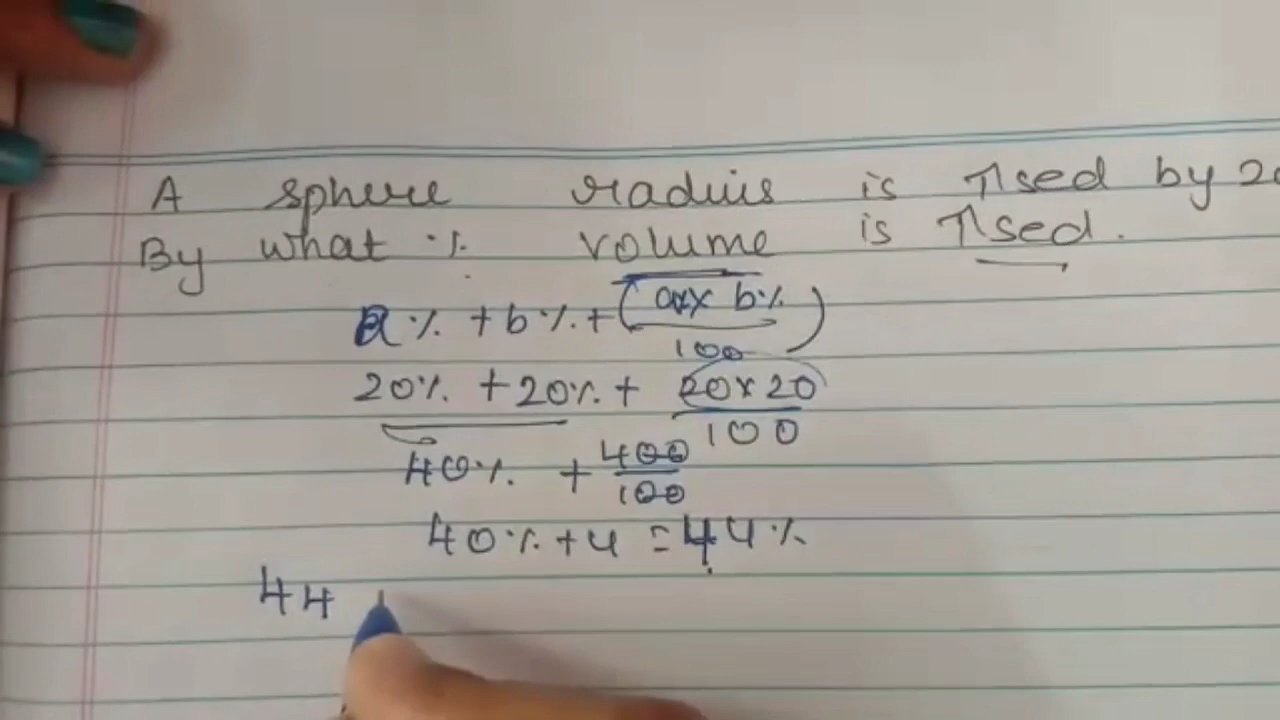 A sphere radius is ↑sed by 20
By what % volume is ↑sed.
a% + b% + (a% x b% / 100)
20% + 20% + 20 x 20 / 100
40% + 400 / 100
40% + 4 = 44%
44